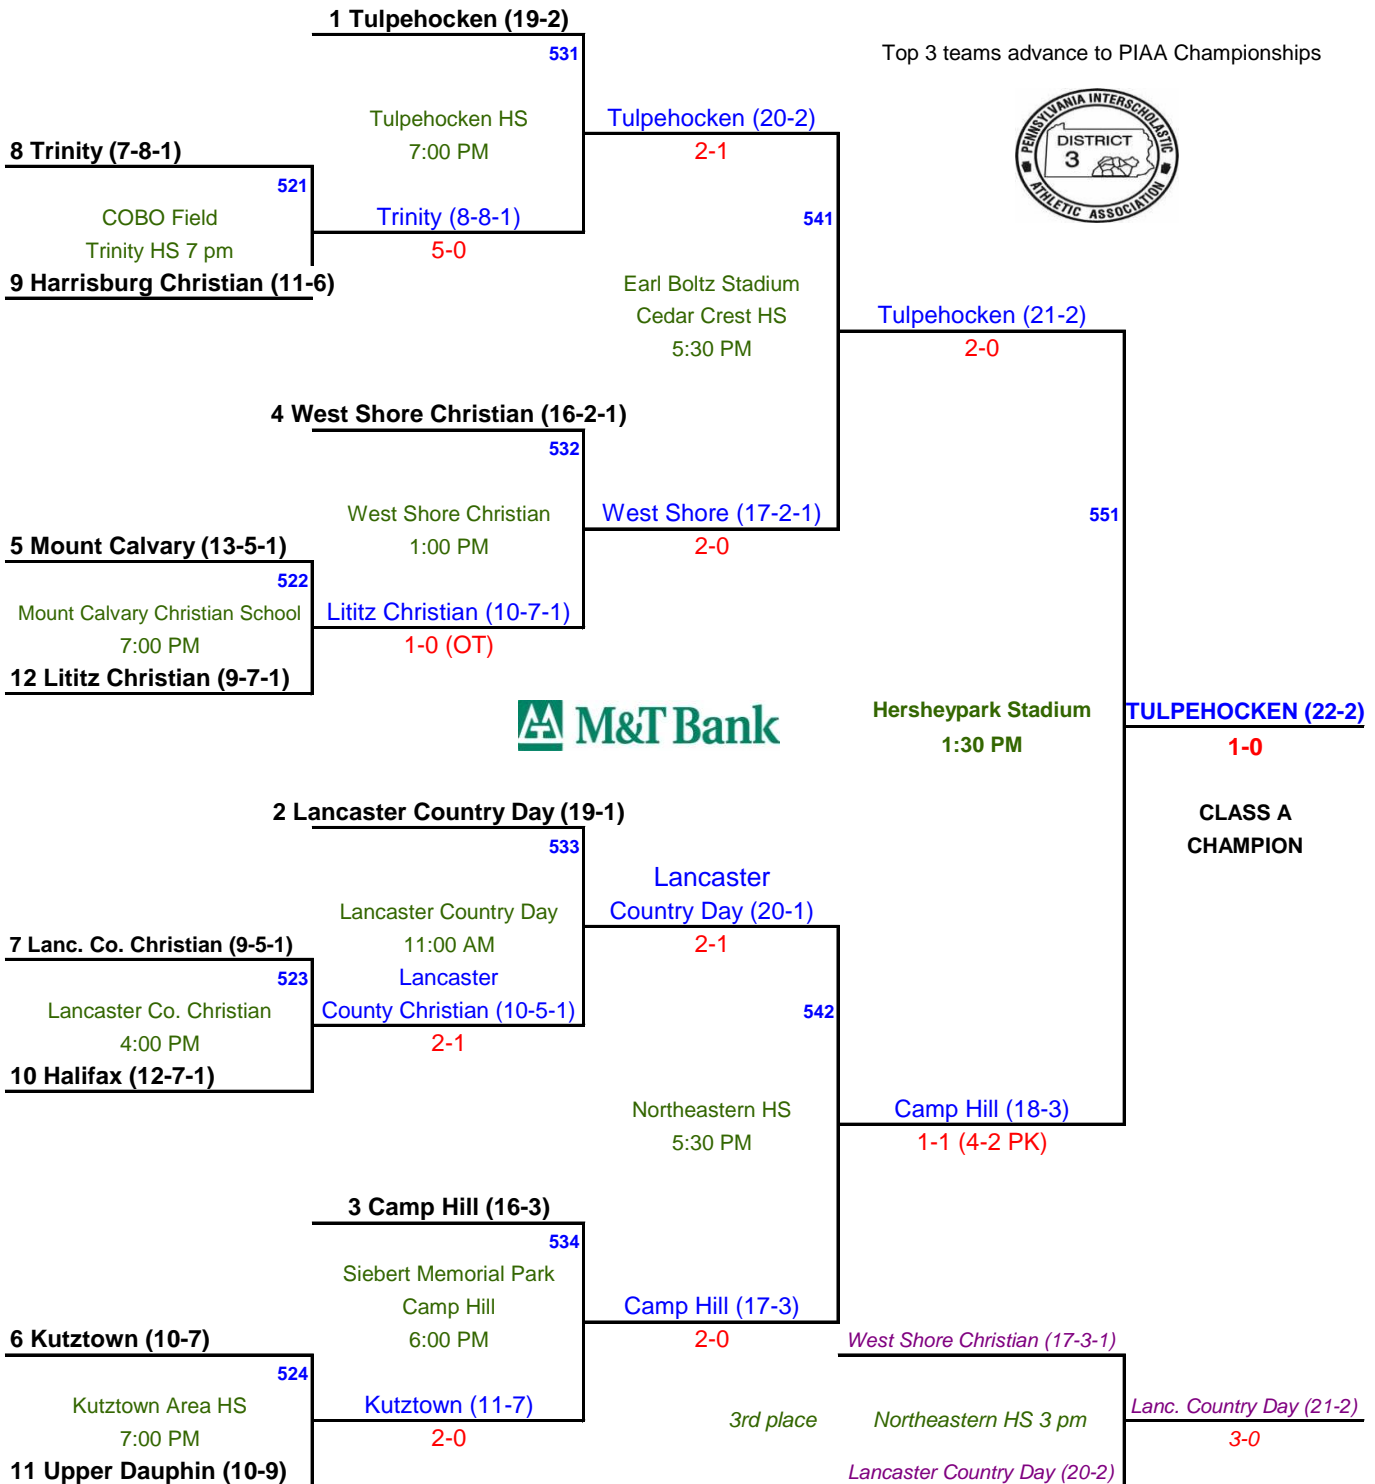 1 Tulpehocken (19-2)
531
Top 3 teams advance to PIAA Championships
PENNSYLVANIA INTERSCHOLASTIC
DISTRICT
3
ATHLETIC ASSOCIATION
Tulpehocken HS
7:00 PM
Tulpehocken (20-2)
2-1
8 Trinity (7-8-1)
521
COBO Field
Trinity HS 7 pm
Trinity (8-8-1)
5-0
9 Harrisburg Christian (11-6)
541
Earl Boltz Stadium
Cedar Crest HS
5:30 PM
Tulpehocken (21-2)
2-0
4 West Shore Christian (16-2-1)
532
West Shore Christian
1:00 PM
West Shore (17-2-1)
2-0
551
5 Mount Calvary (13-5-1)
522
Mount Calvary Christian School
7:00 PM
Lititz Christian (10-7-1)
1-0 (OT)
12 Lititz Christian (9-7-1)
M&T Bank
Hersheypark Stadium
1:30 PM
TULPEHOCKEN (22-2)
1-0
CLASS A
CHAMPION
2 Lancaster Country Day (19-1)
533
Lancaster Country Day
11:00 AM
Lancaster
Country Day (20-1)
2-1
7 Lanc. Co. Christian (9-5-1)
523
Lancaster Co. Christian
4:00 PM
Lancaster
County Christian (10-5-1)
2-1
10 Halifax (12-7-1)
542
Northeastern HS
5:30 PM
Camp Hill (18-3)
1-1 (4-2 PK)
3 Camp Hill (16-3)
534
Siebert Memorial Park
Camp Hill
6:00 PM
Camp Hill (17-3)
2-0
6 Kutztown (10-7)
524
Kutztown Area HS
7:00 PM
Kutztown (11-7)
2-0
11 Upper Dauphin (10-9)
West Shore Christian (17-3-1)
3rd place
Northeastern HS 3 pm
Lanc. Country Day (21-2)
3-0
Lancaster Country Day (20-2)